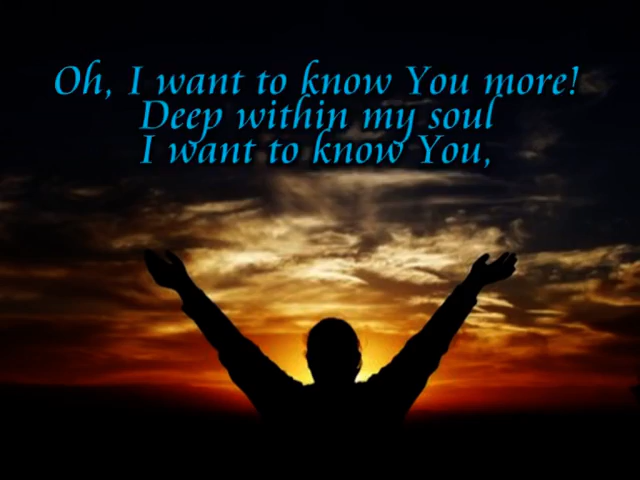 Oh, I want to know You more!
Deep within my soul
I want to know You,